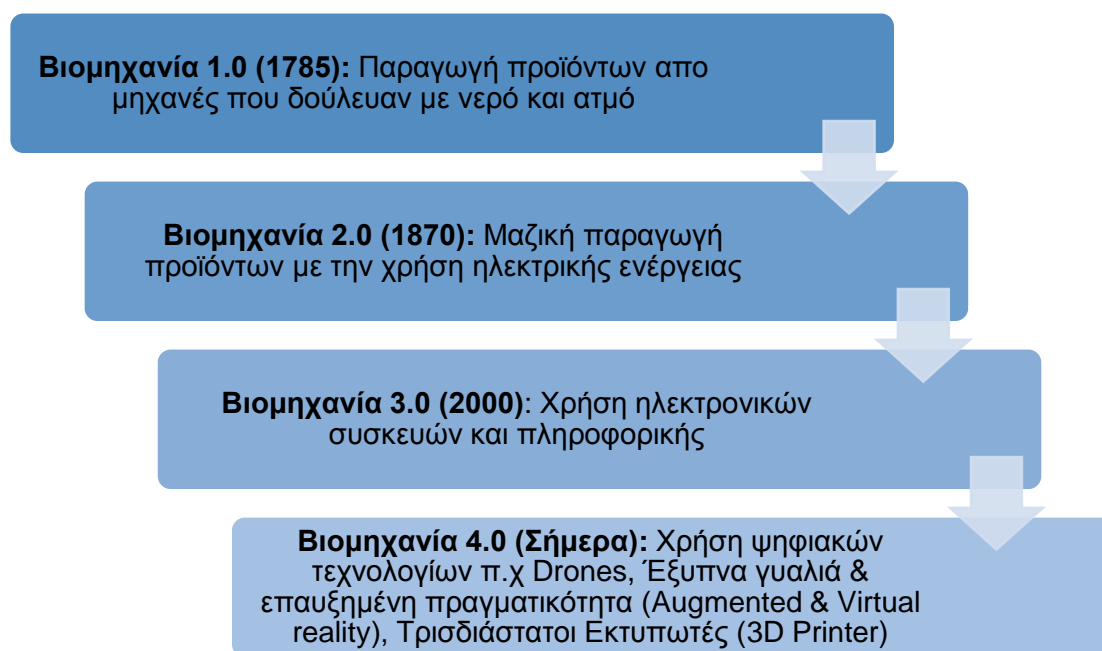 Βιομηχανία 1.0 (1785): Παραγωγή προϊόντων απο
μηχανές που δούλευαν με νερό και ατμό
Βιομηχανία 2.0 (1870): Μαζική παραγωγή
προϊόντων με την χρήση ηλεκτρικής ενέργειας
Βιομηχανία 3.0 (2000): Χρήση ηλεκτρονικών
συσκευών και πληροφορικής
Βιομηχανία 4.0 (Σήμερα): Χρήση ψηφιακών
τεχνολογίων π.χ Drones, Έξυπνα γυαλιά &
επαυξημένη πραγματικότητα (Augmented & Virtual
reality), Τρισδιάστατοι Εκτυπωτές (3D Printer)